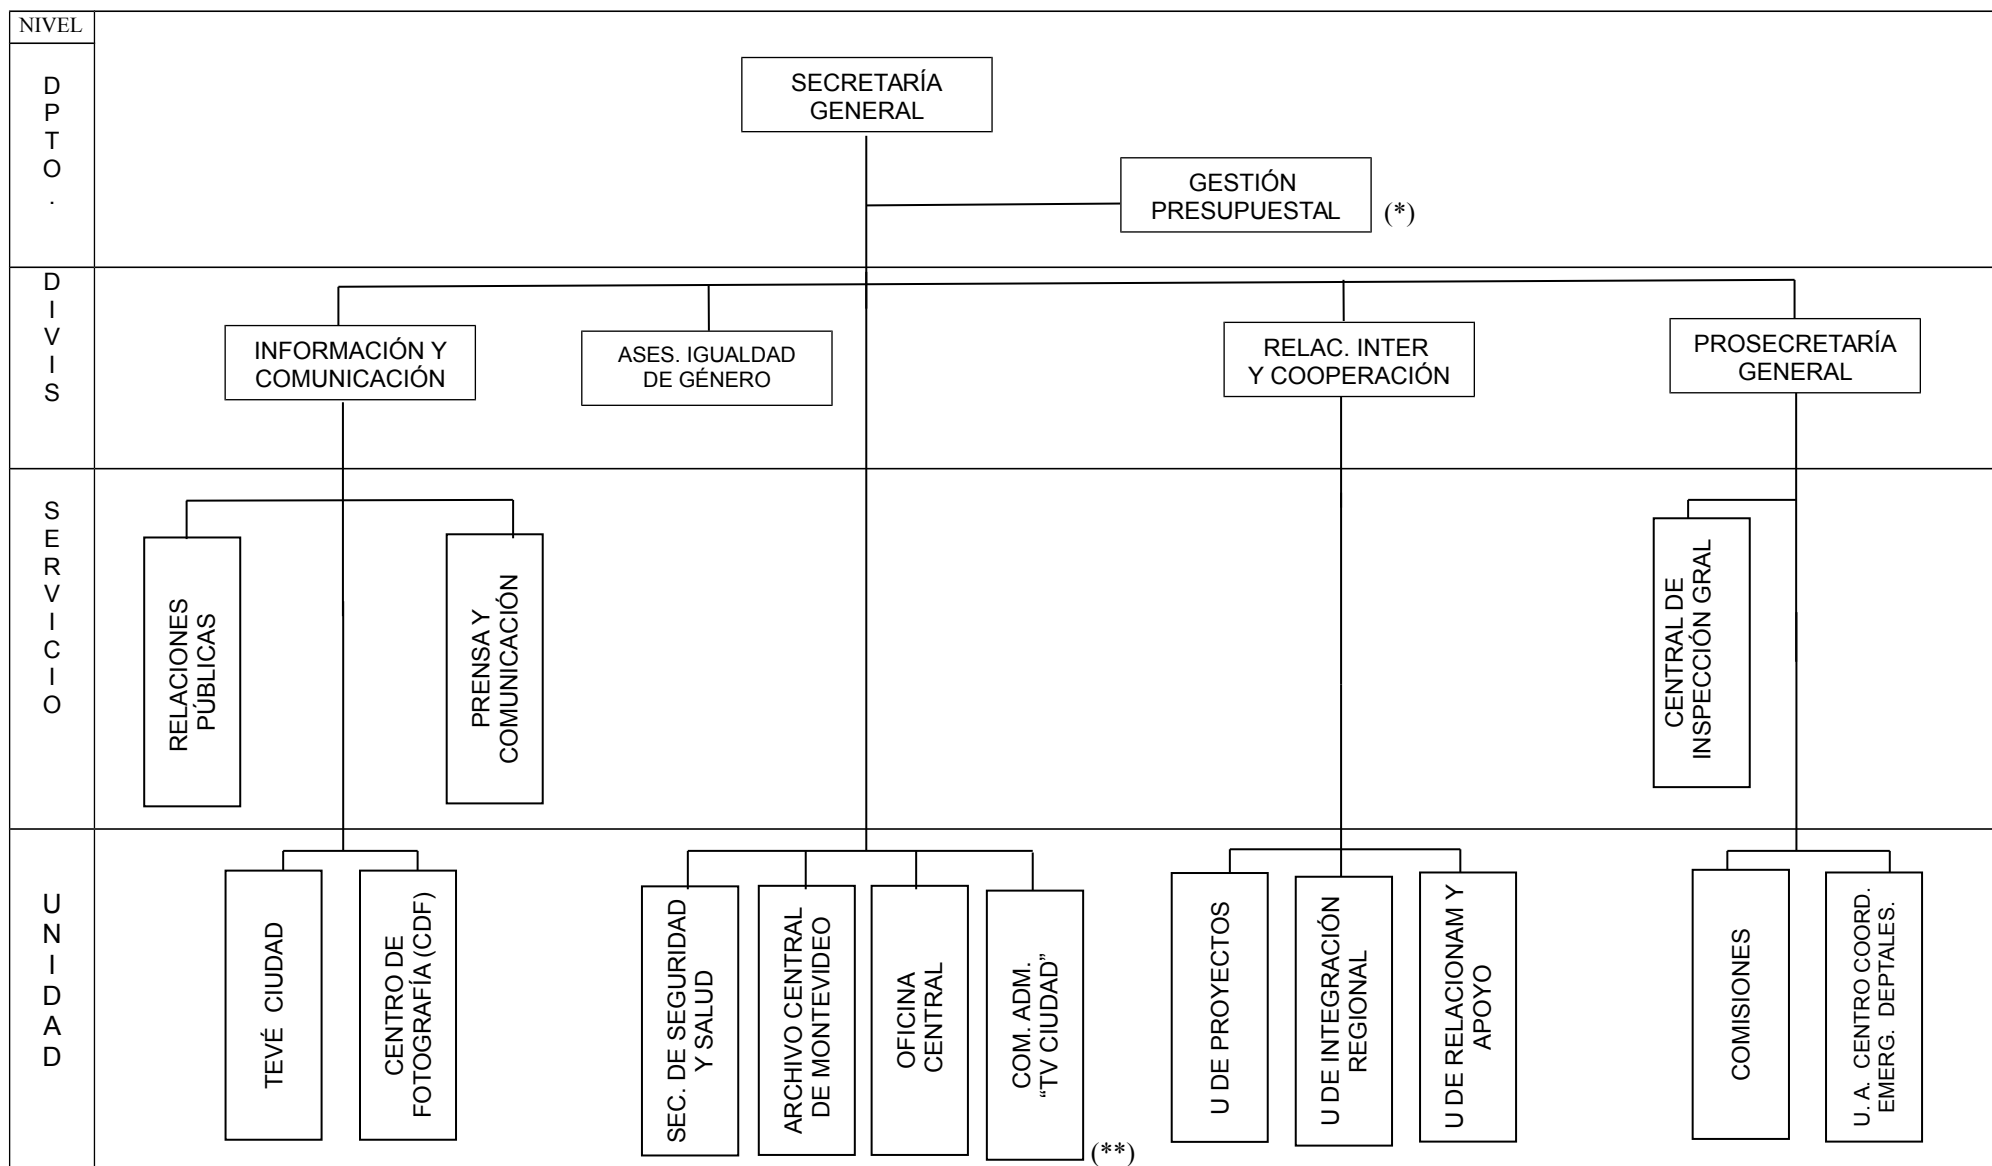 NIVEL
D
P
T
O
.
SECRETARÍA
GENERAL
GESTIÓN
PRESUPUESTAL
(*)
D
I
V
I
S
INFORMACIÓN Y
COMUNICACIÓN
ASES. IGUALDAD
DE GÉNERO
RELAC. INTER
Y COOPERACIÓN
PROSECRETARÍA
GENERAL
S
E
R
V
I
C
I
O
RELACIONES
PÚBLICAS
PRENSA Y
COMUNICACIÓN
CENTRAL DE
INSPECCIÓN GRAL
U
N
I
D
A
D
TEVÉ CIUDAD
CENTRO DE
FOTOGRAFÍA (CDF)
SEC. DE SEGURIDAD
Y SALUD
ARCHIVO CENTRAL
DE MONTEVIDEO
OFICINA
CENTRAL
COM. ADM.
“TV CIUDAD”
(**)
U DE PROYECTOS
U DE INTEGRACIÓN
REGIONAL
U DE RELACIONAM Y
APOYO
COMISIONES
U. A. CENTRO COORD.
EMERG. DEPTALES.